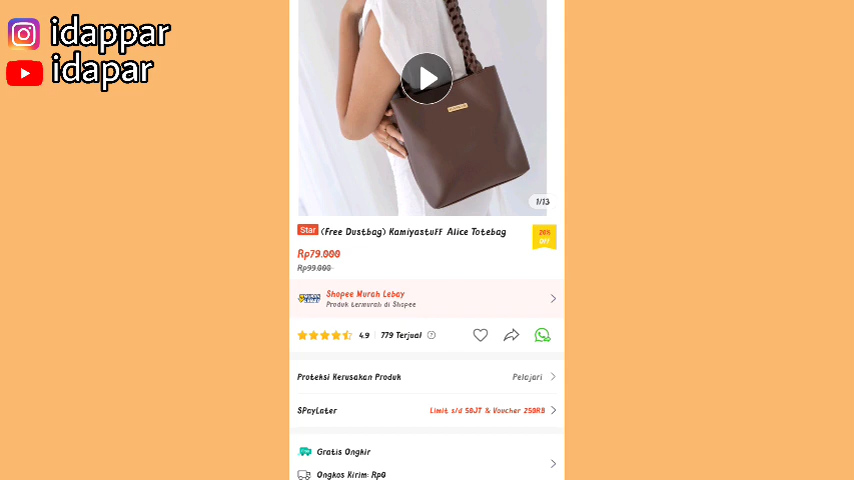 idappar
idapar
1/13
Star (Free Dustbag) Kamiyastuff Alice Totebag
20% OFF
Rp79.000
Rp99.000
Shopee Murah Lebay
Produk termurah di Shopee
4.9 779 Terjual ?
Proteksi Kerusakan Produk Pelajari
SPayLater Limit s/d 50JT & Voucher 250RB
Gratis Ongkir
Ongkos Kirim: Rp0